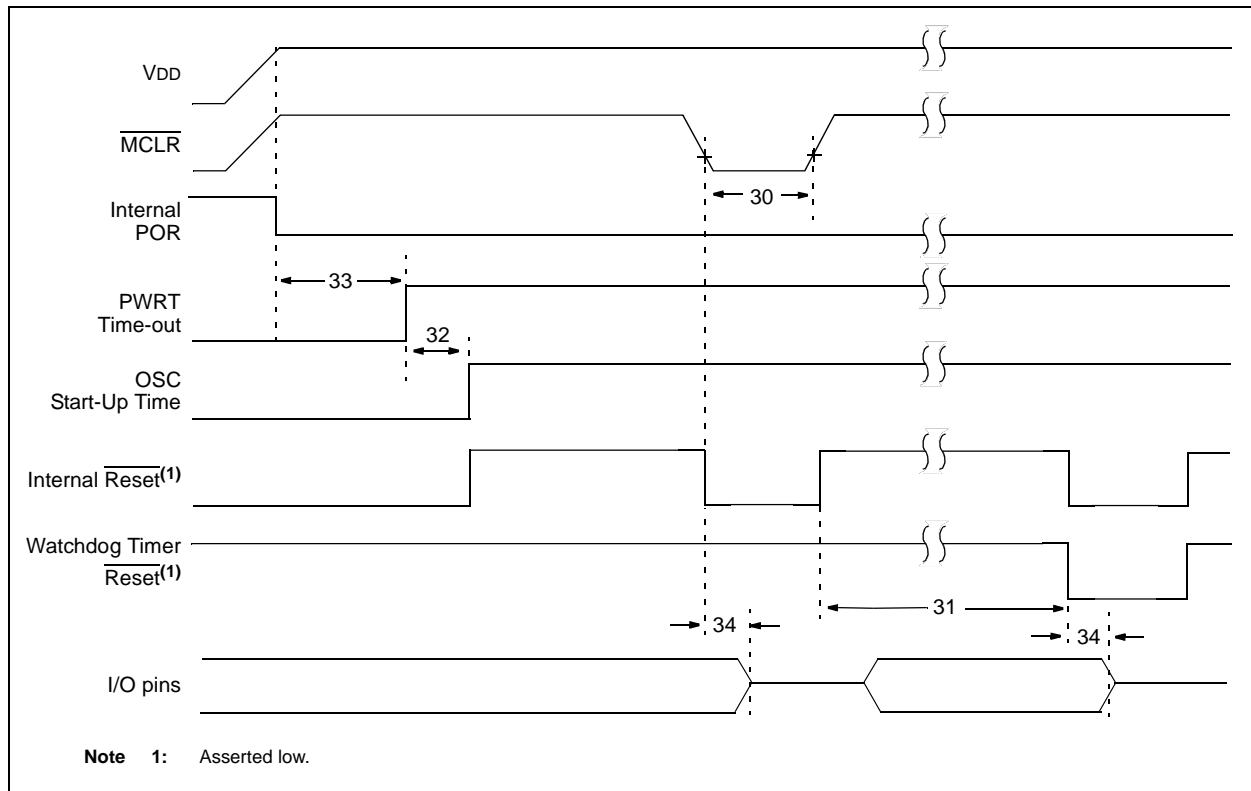 VDD
MCLR
30
Internal
POR
33
PWRT
Time-out
32
OSC
Start-Up Time
Internal Reset(1)
Watchdog Timer
Reset(1)
31
34
34
I/O pins
Note 1: Asserted low.